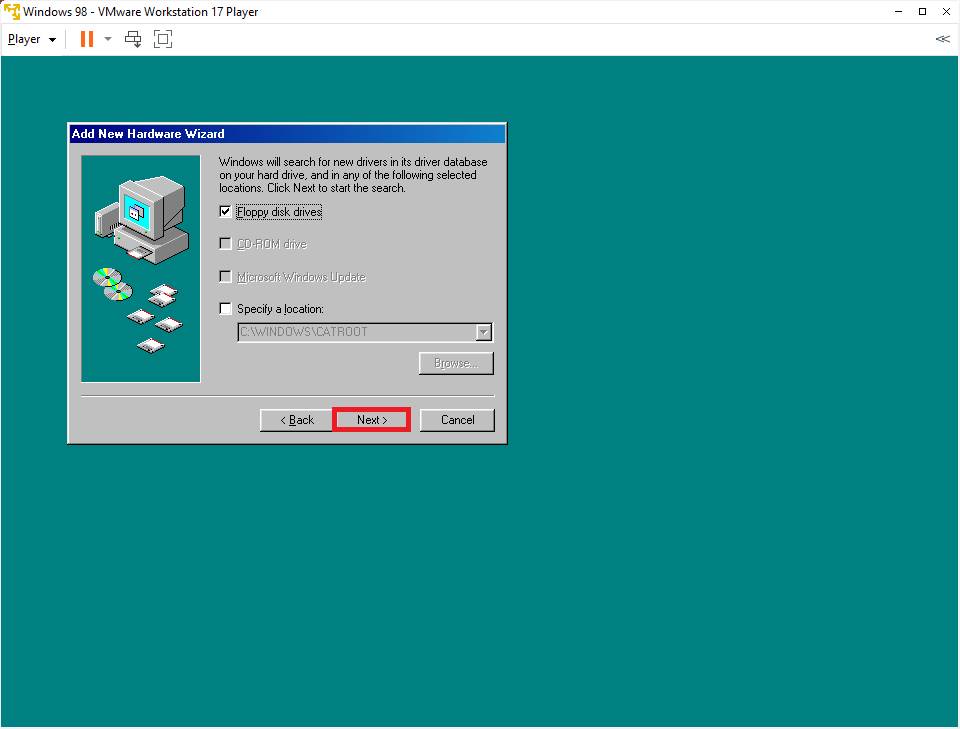 Windows 98 - VMware Workstation 17 Player
Player
Add New Hardware Wizard
Windows will search for new drivers in its driver database
on your hard drive, and in any of the following selected
locations. Click Next to start the search.
Floppy disk drives
CD-ROM drive
Microsoft Windows Update
Specify a location:
C:\WINDOWS\CATROOT
Browse...
< Back
Next >
Cancel